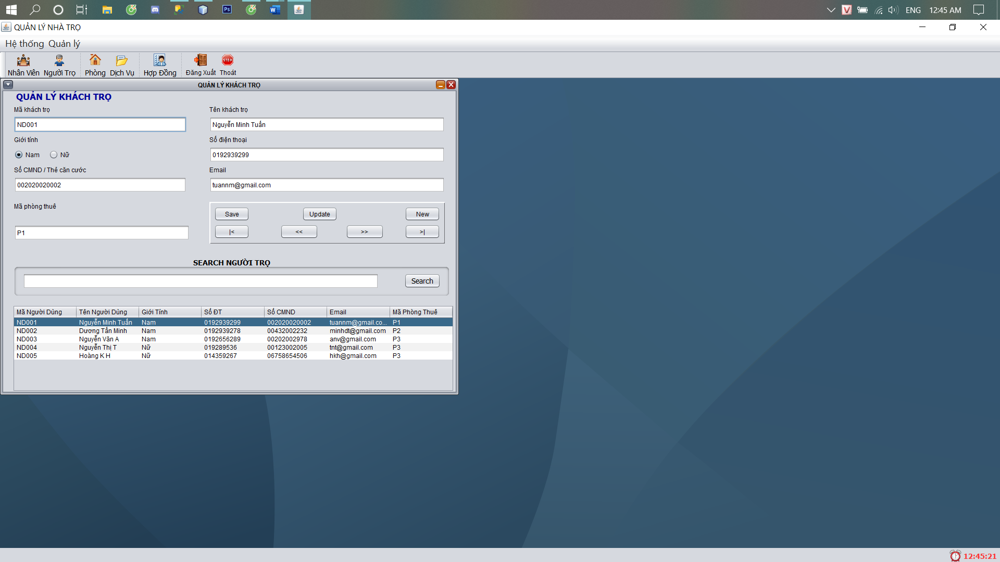 ENG 12:45 AM
QUẢN LÝ NHÀ TRỌ
Hệ thống Quản lý
Nhân Viên Người Trọ Phòng Dịch Vụ Hợp Đồng Đăng Xuất Thoát
QUẢN LÝ KHÁCH TRỌ
QUẢN LÝ KHÁCH TRỌ
Mã khách trọ Tên khách trọ
ND001 Nguyễn Minh Tuấn
Giới tính Số điện thoại
Nam Nữ 0192939299
Số CMND / Thẻ căn cước Email
002020020002 tuannm@gmail.com
Mã phòng thuê
Save Update New
|< << >> >|
P1
SEARCH NGƯỜI TRỌ
Search
Mã Người Dùng Tên Người Dùng Giới Tính Số ĐT Số CMND Email Mã Phòng Thuê
ND001 Nguyễn Minh Tuấn Nam 0192939299 002020020002 tuannm@gmail.co... P1
ND002 Dương Tấn Minh Nam 0192939278 00432002232 minhdt@gmail.com P2
ND003 Nguyễn Văn A Nam 0192656289 00202002978 anv@gmail.com P3
ND004 Nguyễn Thị T Nữ 019289536 00123002005 tnt@gmail.com P3
ND005 Hoàng K H Nữ 014359267 06758654506 hkh@gmail.com P3
12:45:21